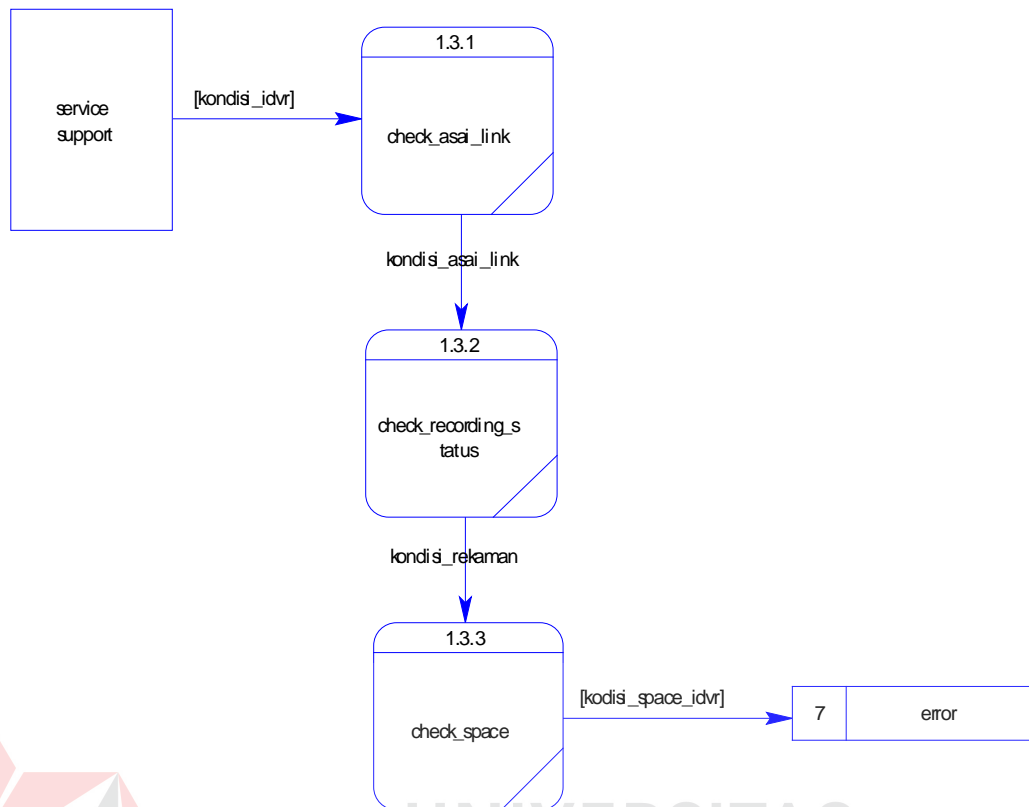 1.3.1
service
support
[kondisi_idvr]
check_asai_link
kondisi_asai_link
1.3.2
check_recording_s
tatus
kondisi_rekaman
1.3.3
check_space
[kodisi_space_idvr]
7
error
UNIVERSITAS